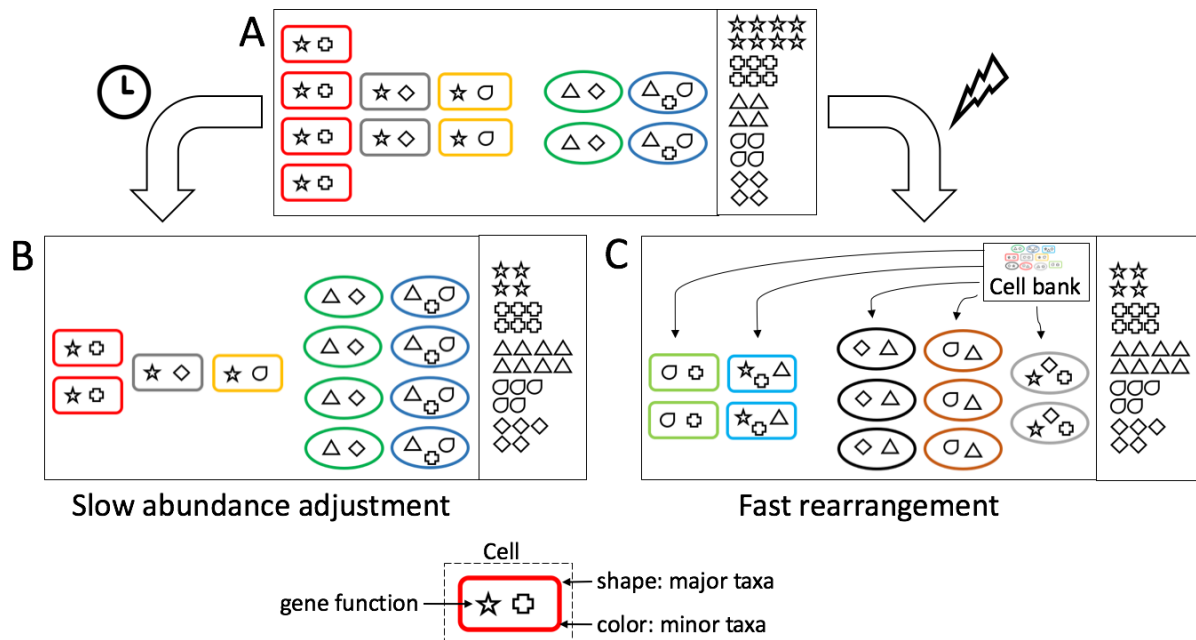 A
B
C
Cell bank
Slow abundance adjustment
Fast rearrangement
Cell
gene function
shape: major taxa
color: minor taxa